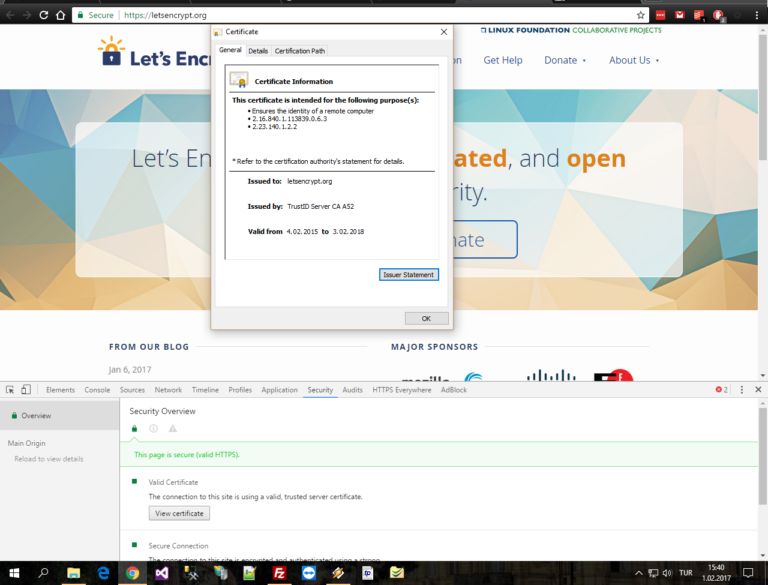 Secure
https://letsencrypt.org
Certificate
THE LINUX FOUNDATION COLLABORATIVE PROJECTS
Let's Enc
Get Help
Donate
About Us
General
Details
Certification Path
Certificate Information
This certificate is intended for the following purpose(s):
• Ensures the identity of a remote computer
• 2.16.840.1.113839.0.6.3
• 2.23.140.1.2.2
* Refer to the certification authority's statement for details.
Issued to: letsencrypt.org
Issued by: TrustID Server CA A52
Valid from 4.02.2015 to 3.02.2018
Issuer Statement
OK
Let's En
ated, and open
rity.
nate
FROM OUR BLOG
MAJOR SPONSORS
Jan 6, 2017
Elements
Console
Sources
Network
Timeline
Profiles
Application
Security
Audits
HTTPS Everywhere
AdBlock
2
Overview
Main Origin
Reload to view details
Security Overview
This page is secure (valid HTTPS).
Valid Certificate
The connection to this site is using a valid, trusted server certificate.
View certificate
Secure Connection
The connection to this site is encrypted and authenticated using a strong
TUR
15:40
1.02.2017